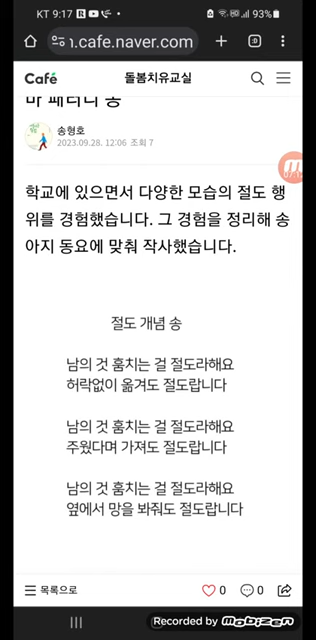 KT 9:17
93%
m.cafe.naver.com
Café
돌봄치유교실
송형호
2023.09.28. 12:06 조회 7
학교에 있으면서 다양한 모습의 절도 행
위를 경험했습니다. 그 경험을 정리해 송
아지 동요에 맞춰 작사했습니다.
절도 개념 송
남의 것 훔치는 걸 절도라해요
허락없이 옮겨도 절도랍니다
남의 것 훔치는 걸 절도라해요
주웠다며 가져도 절도랍니다
남의 것 훔치는 걸 절도라해요
옆에서 망을 봐줘도 절도랍니다
목록으로
0
0
Recorded by mobizen